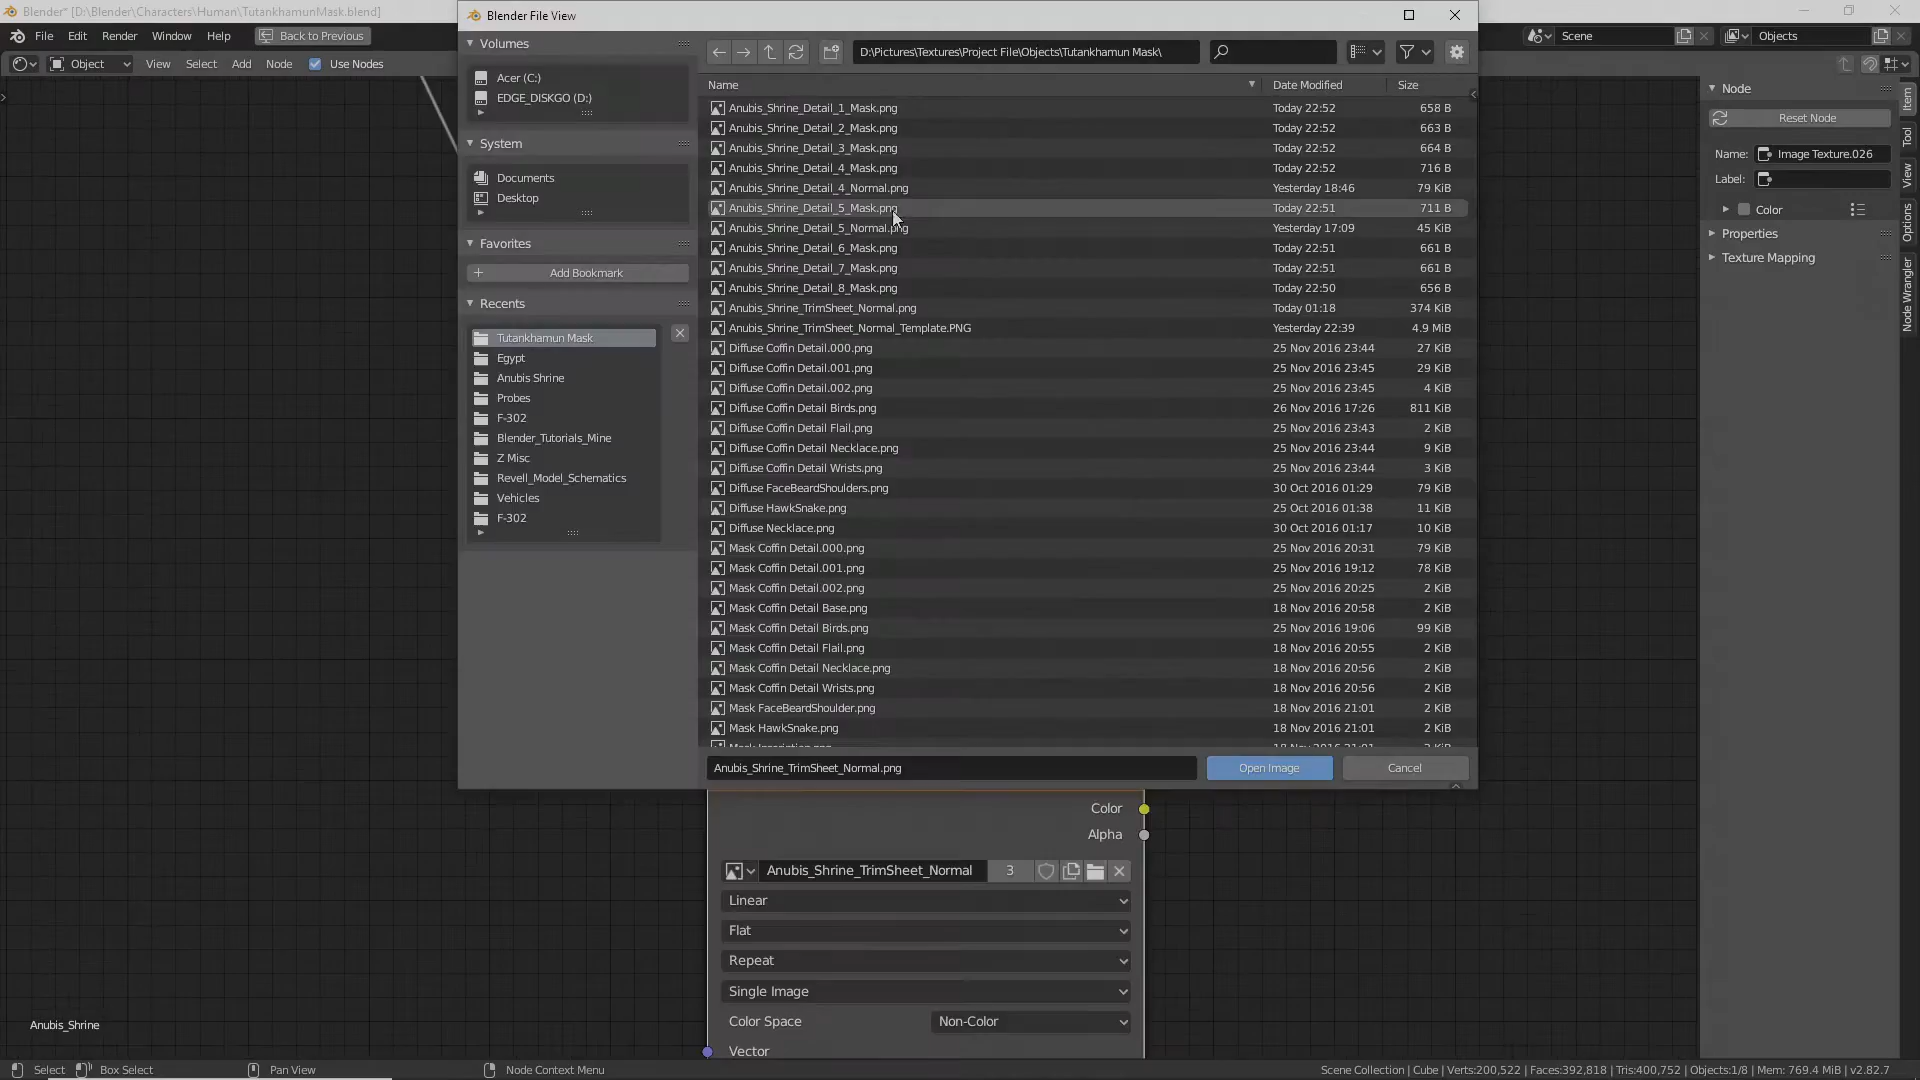 Blender* [D:\Blender\Characters\Human\TutankhamunMask.blend]
Blender File View
File Edit Render Window Help Back to Previous
Scene Objects
Object View Select Add Node Use Nodes
Volumes
Acer (C:)
EDGE_DISKGO (D:)
System
Documents
Desktop
Favorites
Add Bookmark
Recents
Tutankhamun Mask
Egypt
Anubis Shrine
Probes
F-302
Blender_Tutorials_Mine
Z Misc
Revell_Model_Schematics
Vehicles
F-302
D:\Pictures\Textures\Project File\Objects\Tutankhamun Mask\
Name Date Modified Size
Anubis_Shrine_Detail_1_Mask.png Today 22:52 658 B
Anubis_Shrine_Detail_2_Mask.png Today 22:52 663 B
Anubis_Shrine_Detail_3_Mask.png Today 22:52 664 B
Anubis_Shrine_Detail_4_Mask.png Today 22:52 716 B
Anubis_Shrine_Detail_4_Normal.png Yesterday 18:46 79 KiB
Anubis_Shrine_Detail_5_Mask.png Today 22:51 711 B
Anubis_Shrine_Detail_5_Normal.png Yesterday 17:09 45 KiB
Anubis_Shrine_Detail_6_Mask.png Today 22:51 661 B
Anubis_Shrine_Detail_7_Mask.png Today 22:51 661 B
Anubis_Shrine_Detail_8_Mask.png Today 22:50 656 B
Anubis_Shrine_TrimSheet_Normal.png Today 01:18 374 KiB
Anubis_Shrine_TrimSheet_Normal_Template.PNG Yesterday 22:39 4.9 MiB
Diffuse Coffin Detail.000.png 25 Nov 2016 23:44 27 KiB
Diffuse Coffin Detail.001.png 25 Nov 2016 23:45 29 KiB
Diffuse Coffin Detail.002.png 25 Nov 2016 23:45 4 KiB
Diffuse Coffin Detail Birds.png 26 Nov 2016 17:26 811 KiB
Diffuse Coffin Detail Flail.png 25 Nov 2016 23:43 2 KiB
Diffuse Coffin Detail Necklace.png 25 Nov 2016 23:44 9 KiB
Diffuse Coffin Detail Wrists.png 25 Nov 2016 23:44 3 KiB
Diffuse FaceBeardShoulders.png 30 Oct 2016 01:29 79 KiB
Diffuse HawkSnake.png 25 Oct 2016 01:38 11 KiB
Diffuse Necklace.png 30 Oct 2016 01:17 10 KiB
Mask Coffin Detail.000.png 25 Nov 2016 20:31 79 KiB
Mask Coffin Detail.001.png 25 Nov 2016 19:12 78 KiB
Mask Coffin Detail.002.png 25 Nov 2016 20:25 2 KiB
Mask Coffin Detail Base.png 18 Nov 2016 20:58 2 KiB
Mask Coffin Detail Birds.png 25 Nov 2016 19:06 99 KiB
Mask Coffin Detail Flail.png 18 Nov 2016 20:55 2 KiB
Mask Coffin Detail Necklace.png 18 Nov 2016 20:56 2 KiB
Mask Coffin Detail Wrists.png 18 Nov 2016 20:56 2 KiB
Mask FaceBeardShoulder.png 18 Nov 2016 21:01 2 KiB
Mask HawkSnake.png 18 Nov 2016 21:01 2 KiB
Anubis_Shrine_TrimSheet_Normal.png Open Image Cancel
Node
Reset Node
Name: Image Texture.026
Label:
Color
Properties
Texture Mapping
Item
Tool
View
Options
Node Wrangler
Color
Alpha
Anubis_Shrine_TrimSheet_Normal 3
Linear
Flat
Repeat
Single Image
Color Space Non-Color
Vector
Anubis_Shrine
Select Box Select Pan View Node Context Menu
Scene Collection | Cube | Verts:200,522 | Faces:392,818 | Tris:400,752 | Objects:1/8 | Mem: 769.4 MiB | v2.82.7